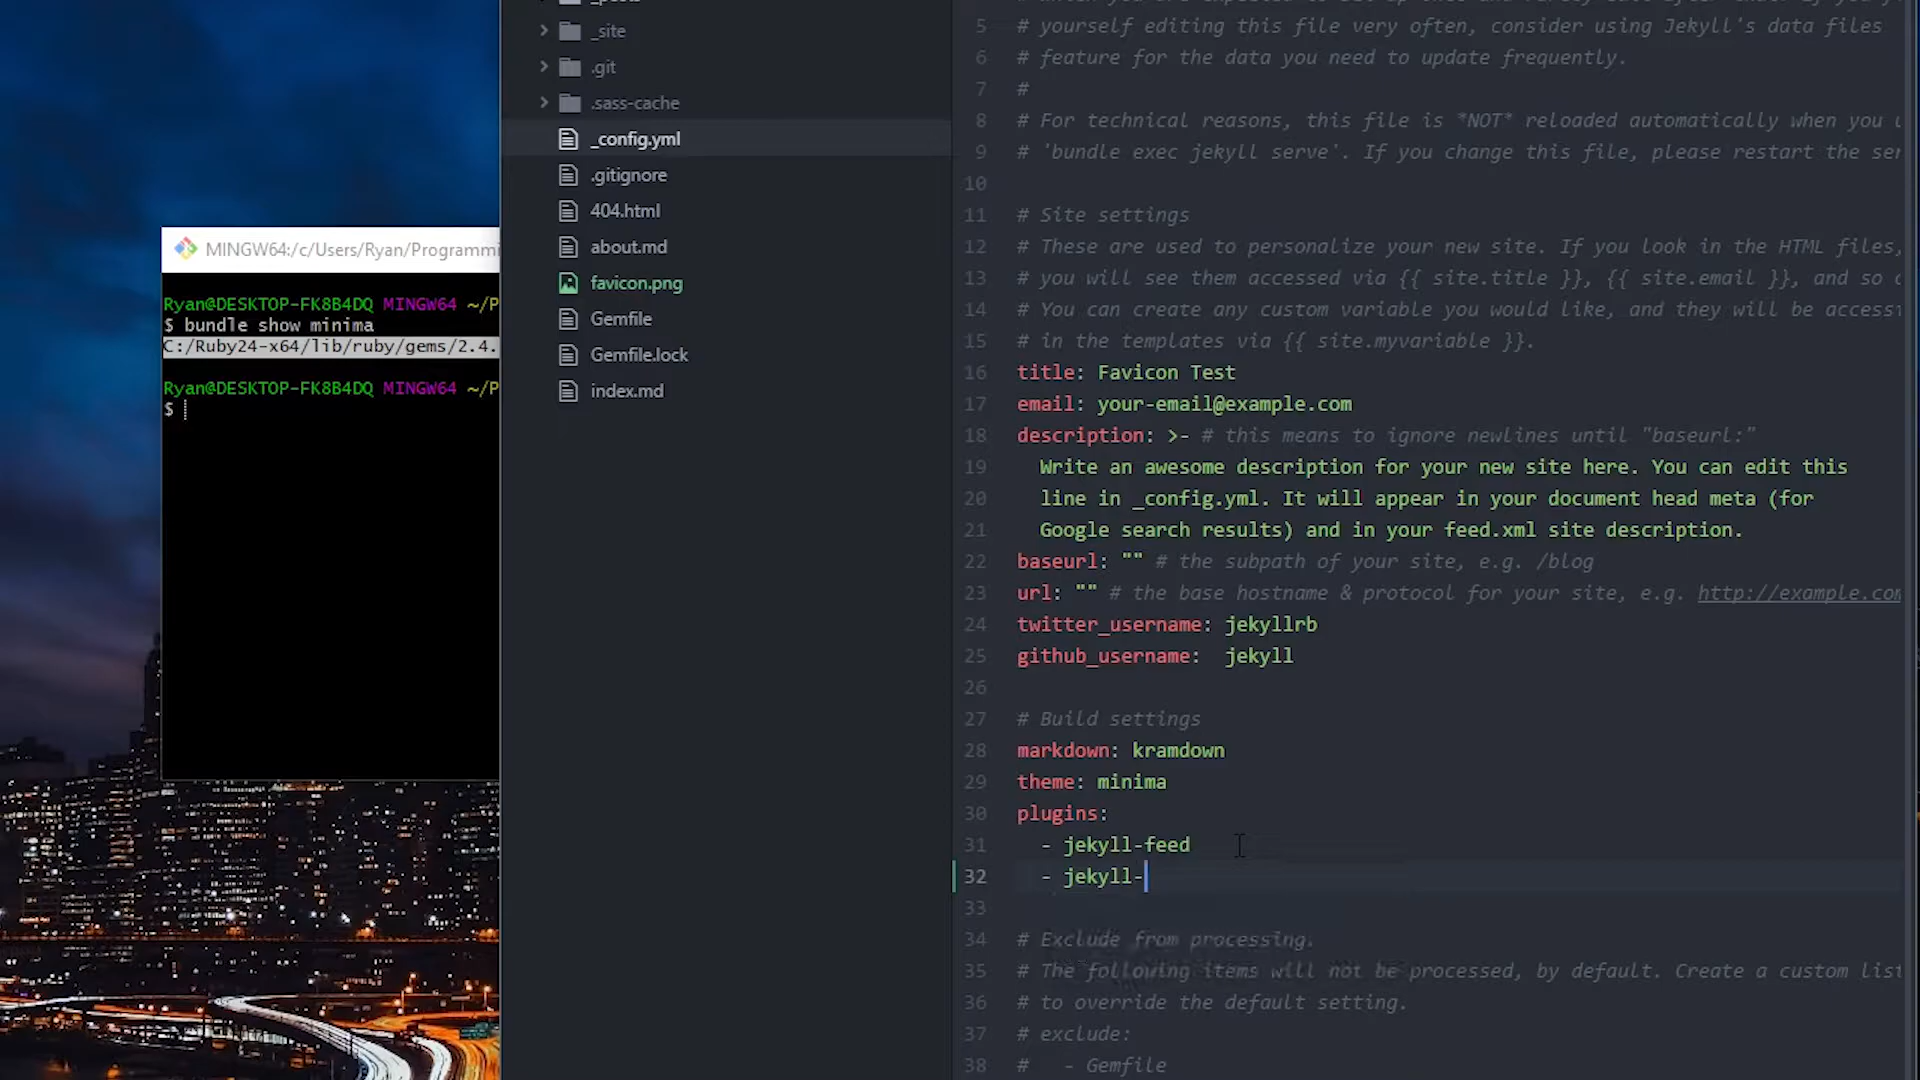 _posts
_site
.git
.sass-cache
_config.yml
.gitignore
404.html
about.md
favicon.png
Gemfile
Gemfile.lock
index.md
MINGW64:/c/Users/Ryan/Programmi
Ryan@DESKTOP-FK8B4DQ MINGW64 ~/P
$ bundle show minima
C:/Ruby24-x64/lib/ruby/gems/2.4.
Ryan@DESKTOP-FK8B4DQ MINGW64 ~/P
$
5 # yourself editing this file very often, consider using Jekyll's data files
6 # feature for the data you need to update frequently.
7 #
8 # For technical reasons, this file is *NOT* reloaded automatically when you u
9 # 'bundle exec jekyll serve'. If you change this file, please restart the ser
10
11 # Site settings
12 # These are used to personalize your new site. If you look in the HTML files,
13 # you will see them accessed via {{ site.title }}, {{ site.email }}, and so o
14 # You can create any custom variable you would like, and they will be accessi
15 # in the templates via {{ site.myvariable }}.
16 title: Favicon Test
17 email: your-email@example.com
18 description: >- # this means to ignore newlines until "baseurl:"
19 Write an awesome description for your new site here. You can edit this
20 line in _config.yml. It will appear in your document head meta (for
21 Google search results) and in your feed.xml site description.
22 baseurl: "" # the subpath of your site, e.g. /blog
23 url: "" # the base hostname & protocol for your site, e.g. http://example.com
24 twitter_username: jekyllrb
25 github_username:  jekyll
26
27 # Build settings
28 markdown: kramdown
29 theme: minima
30 plugins:
31 - jekyll-feed
32 - jekyll-
33
34 # Exclude from processing.
35 # The following items will not be processed, by default. Create a custom list
36 # to override the default setting.
37 # exclude:
38 #   - Gemfile